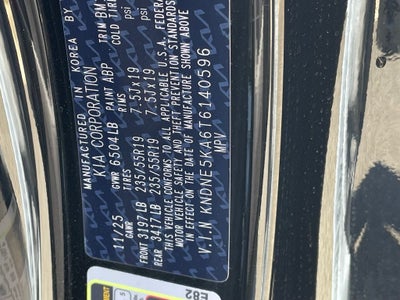 MANUFACTURED IN KOREA BY
KIA CORPORATION
11/25 GVWR 6504LB PAINT ABP TRIM BM
GAWR TIRES RIMS COLD TIRE
FRONT 3197LB 235/55R19 7.5Jx19 psi
REAR 3417LB 235/55R19 7.5Jx19 psi
THIS VEHICLE CONFORMS TO ALL APPLICABLE U.S.A. FEDERAL
MOTOR VEHICLE SAFETY AND THEFT PREVENTION STANDARDS
IN EFFECT ON THE DATE OF MANUFACTURE SHOWN ABOVE
V.I.N KNDNE5KA6T6140596
MPV
E82